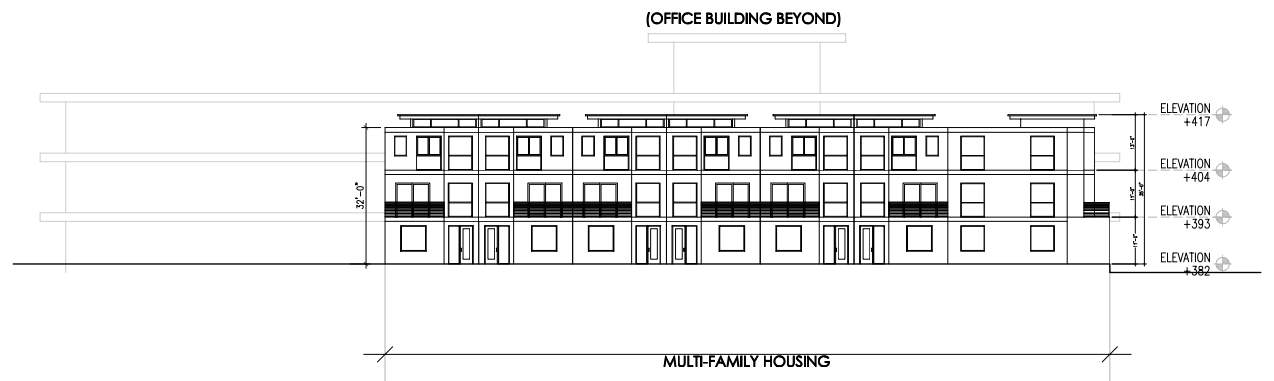 (OFFICE BUILDING BEYOND)
ELEVATION
+417
ELEVATION
+404
32'-0"
ELEVATION
+393
ELEVATION
+382
MULTI-FAMILY HOUSING